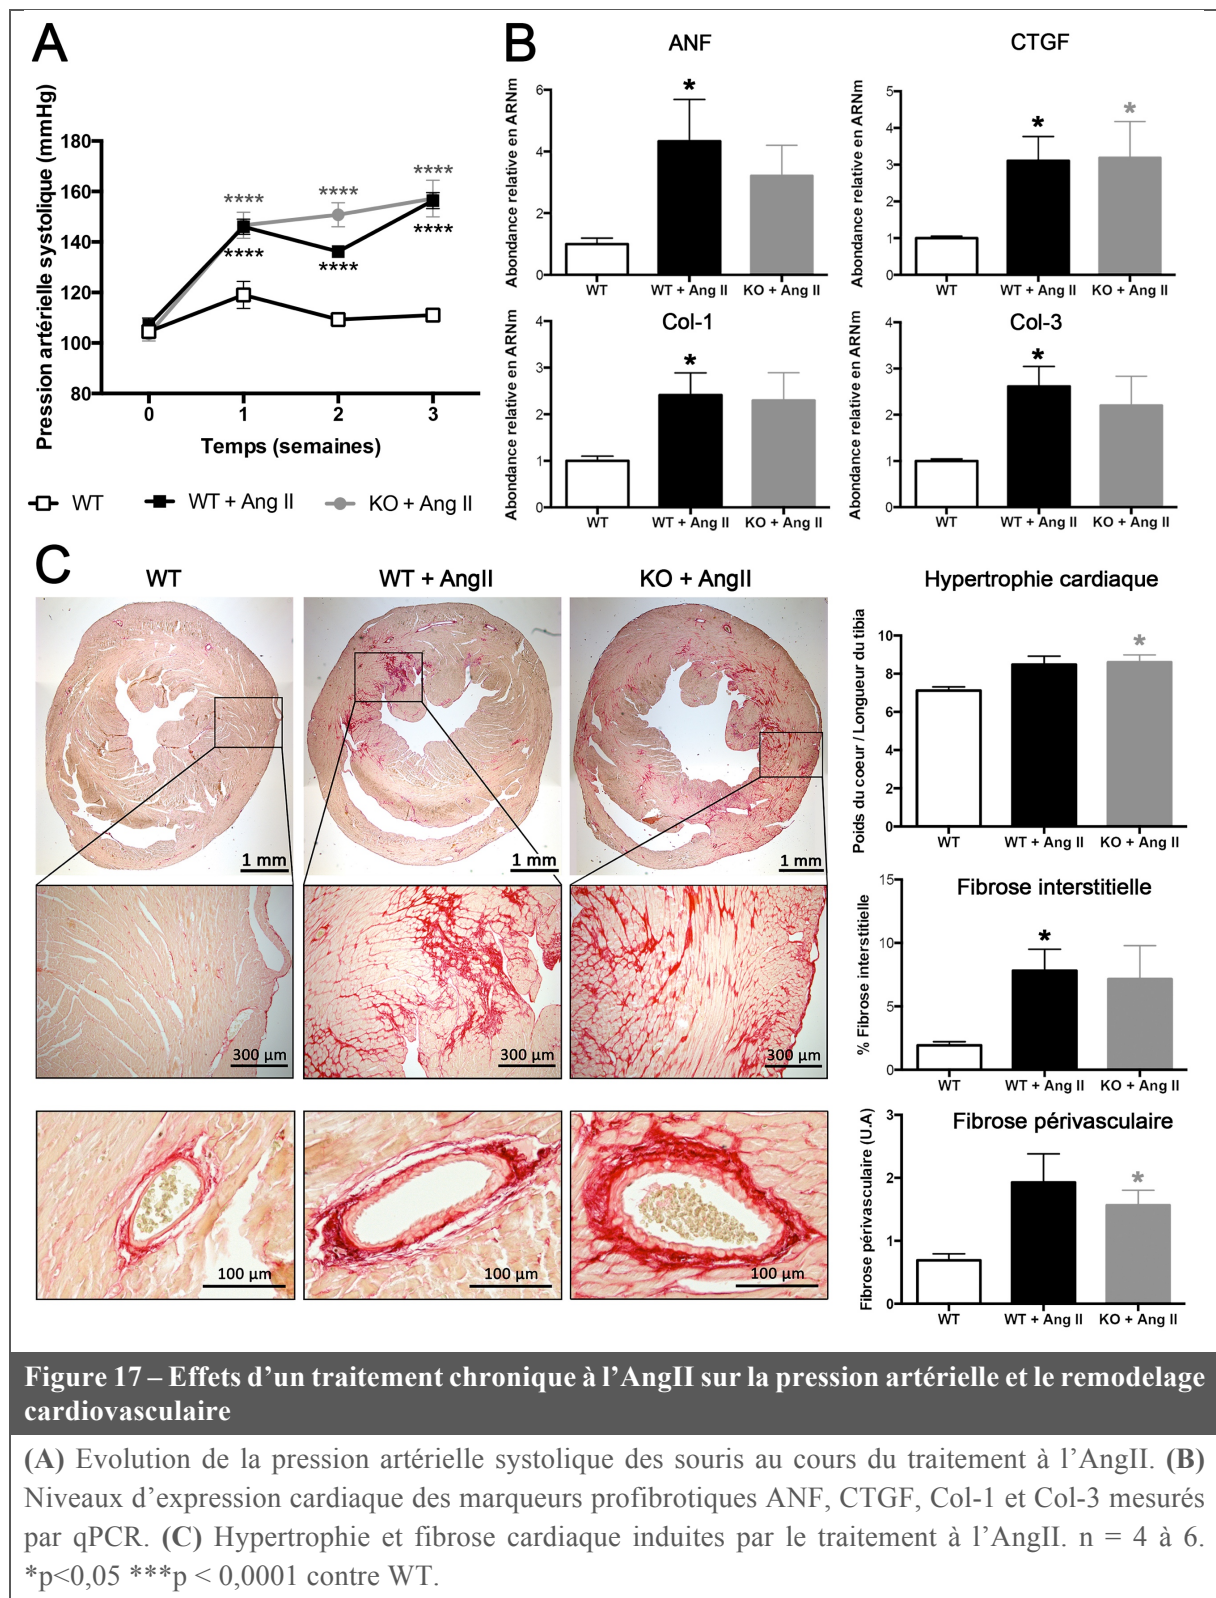 A
Pression artérielle systolique (mmHg)
180
160
140
120
100
80
****
****
****
****
****
****
0
1
2
3
Temps (semaines)
WT
WT + Ang II
KO + Ang II
B
ANF
Abondance relative en ARNm
6
4
2
0
*
WT
WT + Ang II
KO + Ang II
CTGF
Abondance relative en ARNm
5
4
3
2
1
0
*
*
WT
WT + Ang II
KO + Ang II
Col-1
Abondance relative en ARNm
4
3
2
1
0
*
WT
WT + Ang II
KO + Ang II
Col-3
Abondance relative en ARNm
4
3
2
1
0
*
WT
WT + Ang II
KO + Ang II
C
WT
WT + AngII
KO + AngII
1 mm
1 mm
1 mm
300 µm
300 µm
300 µm
100 µm
100 µm
100 µm
Hypertrophie cardiaque
Poids du coeur / Longueur du tibia
10
8
6
4
2
0
*
WT
WT + Ang II
KO + Ang II
Fibrose interstitielle
% Fibrose interstitielle
15
10
5
0
*
WT
WT + Ang II
KO + Ang II
Fibrose périvasculaire
Fibrose périvasculaire (U.A)
3
2
1
0
*
WT
WT + Ang II
KO + Ang II
Figure 17 – Effets d’un traitement chronique à l’AngII sur la pression artérielle et le remodelage
cardiovasculaire
(A) Evolution de la pression artérielle systolique des souris au cours du traitement à l’AngII. (B)
Niveaux d’expression cardiaque des marqueurs profibrotiques ANF, CTGF, Col-1 et Col-3 mesurés
par qPCR. (C) Hypertrophie et fibrose cardiaque induites par le traitement à l’AngII. n = 4 à 6.
*p<0,05 ***p < 0,0001 contre WT.